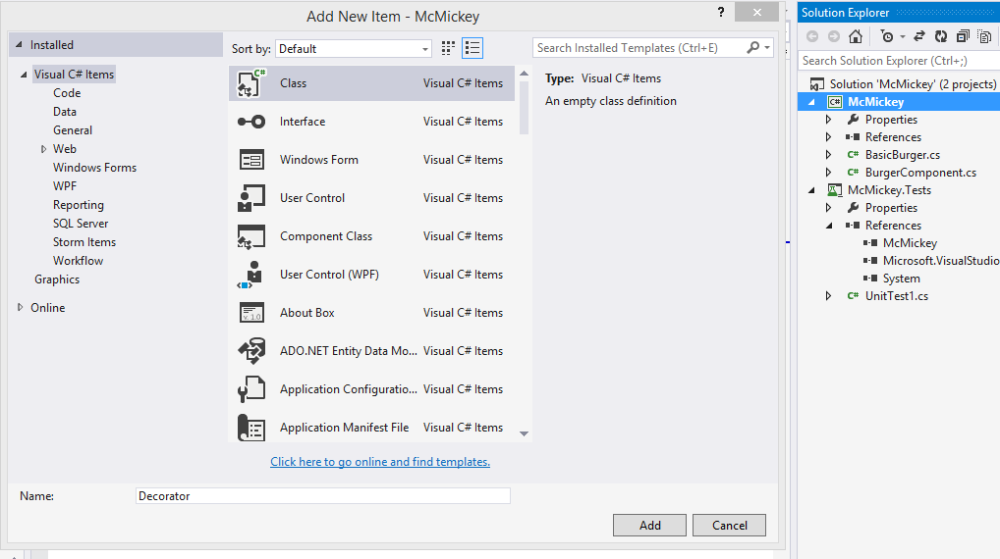 Add New Item - McMickey
?
Installed
Visual C# Items
Code
Data
General
Web
Windows Forms
WPF
Reporting
SQL Server
Storm Items
Workflow
Graphics
Online
Sort by: Default
Class Visual C# Items
Interface Visual C# Items
Windows Form Visual C# Items
User Control Visual C# Items
Component Class Visual C# Items
User Control (WPF) Visual C# Items
About Box Visual C# Items
ADO.NET Entity Data Mo... Visual C# Items
Application Configuratio... Visual C# Items
Application Manifest File Visual C# Items
Click here to go online and find templates.
Search Installed Templates (Ctrl+E)
Type: Visual C# Items
An empty class definition
Name: Decorator
Add Cancel
Solution Explorer
Search Solution Explorer (Ctrl+;)
Solution 'McMickey' (2 projects)
C# McMickey
Properties
References
C# BasicBurger.cs
C# BurgerComponent.cs
McMickey.Tests
Properties
References
McMickey
Microsoft.VisualStudio
System
C# UnitTest1.cs